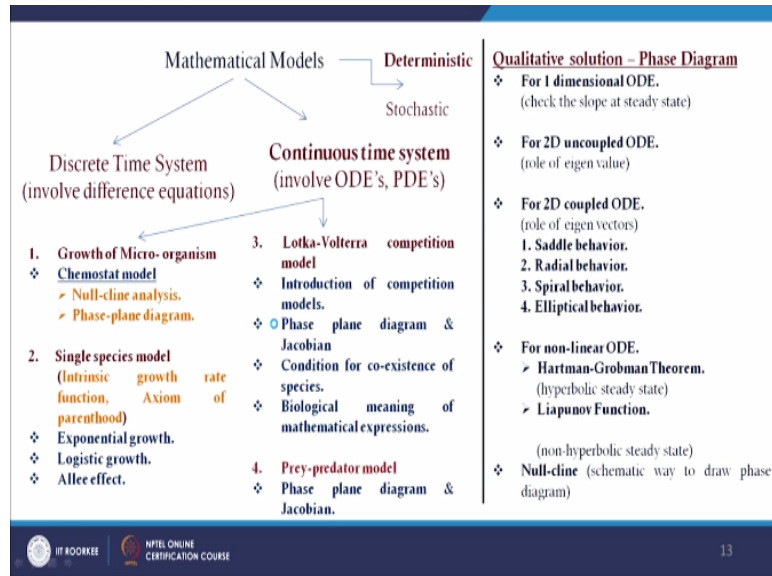 Mathematical Models
Deterministic
Stochastic
Discrete Time System
(involve difference equations)
Continuous time system
(involve ODE's, PDE's)
1. Growth of Micro- organism
❖ Chemostat model
➢ Null-cline analysis.
➢ Phase-plane diagram.
2. Single species model
(Intrinsic growth rate
function, Axiom of
parenthood)
❖ Exponential growth.
❖ Logistic growth.
❖ Allee effect.
3. Lotka-Volterra competition
model
❖ Introduction of competition
models.
❖ Phase plane diagram &
Jacobian
❖ Condition for co-existence of
species.
❖ Biological meaning of
mathematical expressions.
4. Prey-predator model
❖ Phase plane diagram &
Jacobian.
Qualitative solution – Phase Diagram
❖ For 1 dimensional ODE.
(check the slope at steady state)
❖ For 2D uncoupled ODE.
(role of eigen value)
❖ For 2D coupled ODE.
(role of eigen vectors)
1. Saddle behavior.
2. Radial behavior.
3. Spiral behavior.
4. Elliptical behavior.
❖ For non-linear ODE.
➢ Hartman-Grobman Theorem.
(hyperbolic steady state)
➢ Liapunov Function.
(non-hyperbolic steady state)
❖ Null-cline (schematic way to draw phase
diagram)
IIT ROORKEE
NPTEL ONLINE
CERTIFICATION COURSE
13